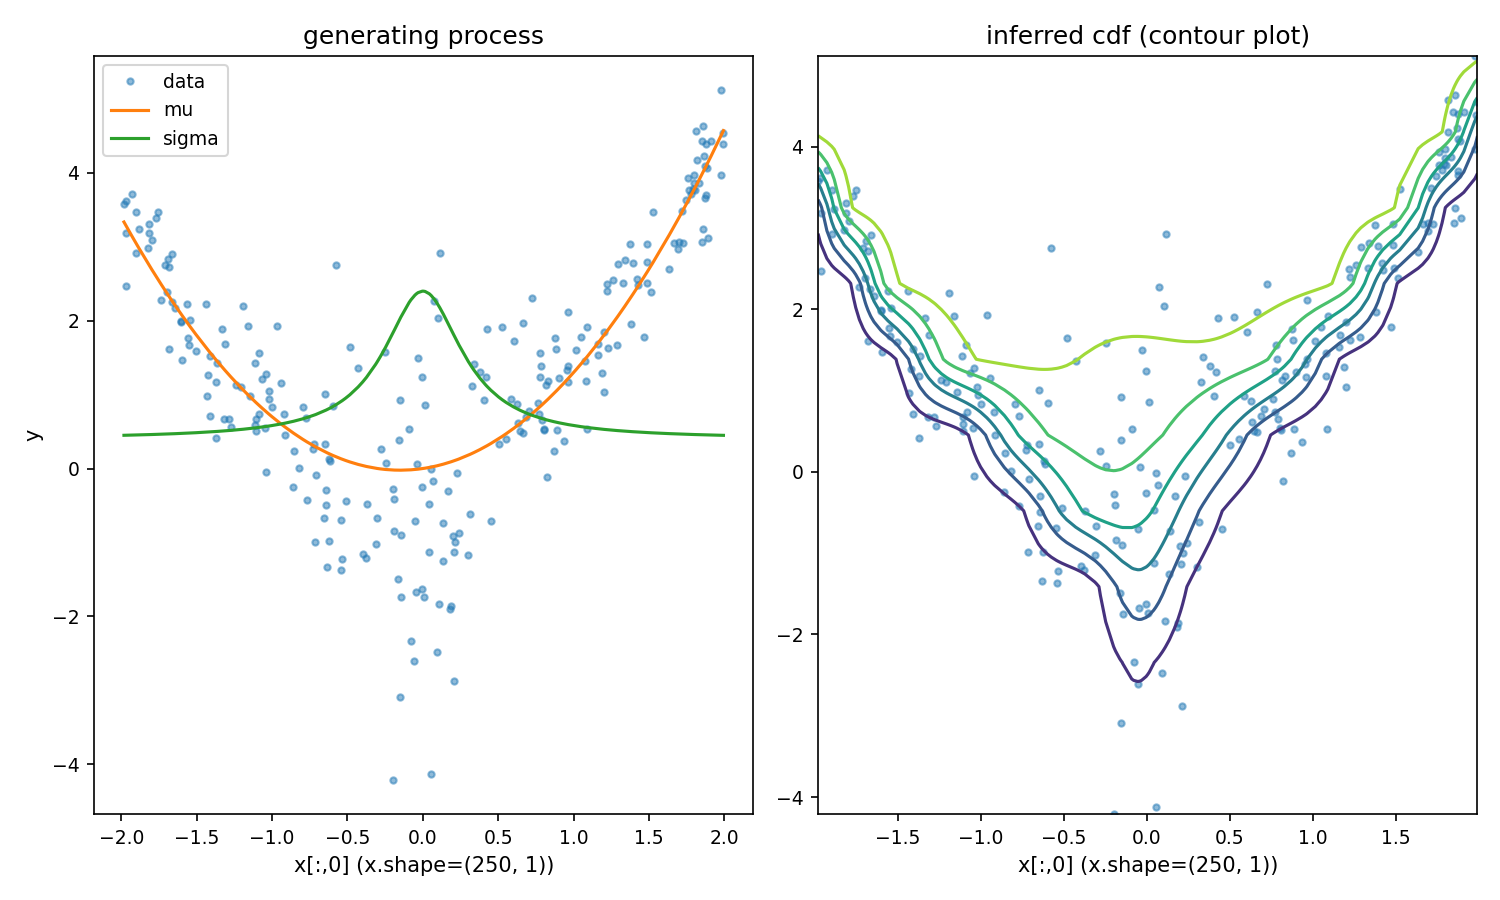 generating process
data
mu
sigma
y
4
2
0
−2
−4
−2.0 −1.5 −1.0 −0.5 0.0 0.5 1.0 1.5 2.0
x[:,0] (x.shape=(250, 1))
inferred cdf (contour plot)
4
2
0
−2
−4
−1.5 −1.0 −0.5 0.0 0.5 1.0 1.5
x[:,0] (x.shape=(250, 1))